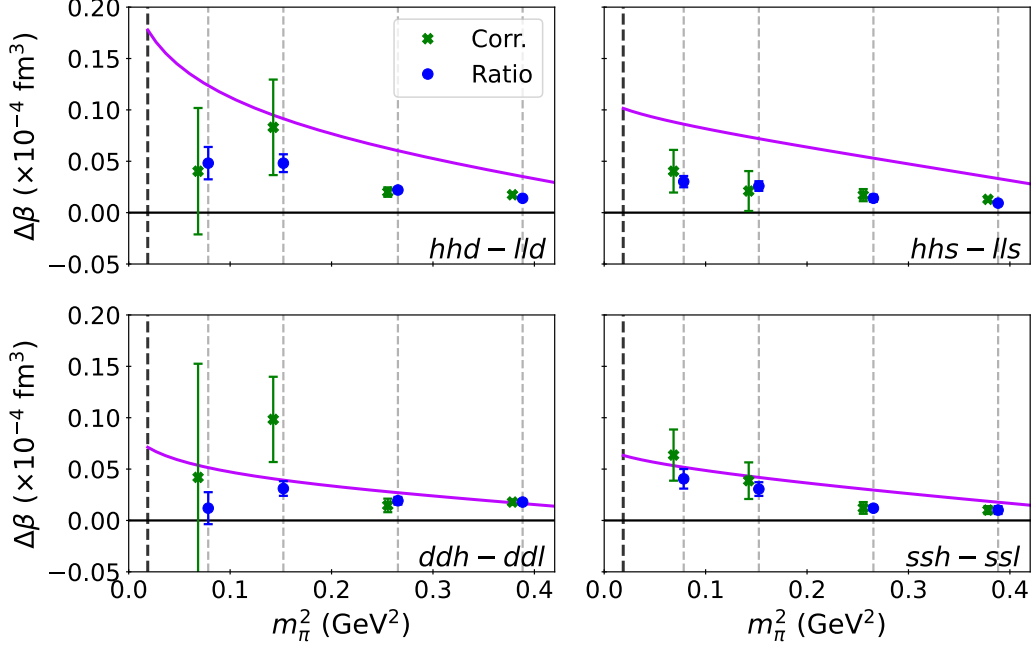 0.20
0.15
0.10
0.05
0.00
−0.05
Δβ (×10⁻⁴ fm³)
Corr.
Ratio
hhd − lld
hhs − lls
0.20
0.15
0.10
0.05
0.00
−0.05
Δβ (×10⁻⁴ fm³)
ddh − ddl
ssh − ssl
0.0 0.1 0.2 0.3 0.4
0.0 0.1 0.2 0.3 0.4
m²π (GeV²)
m²π (GeV²)